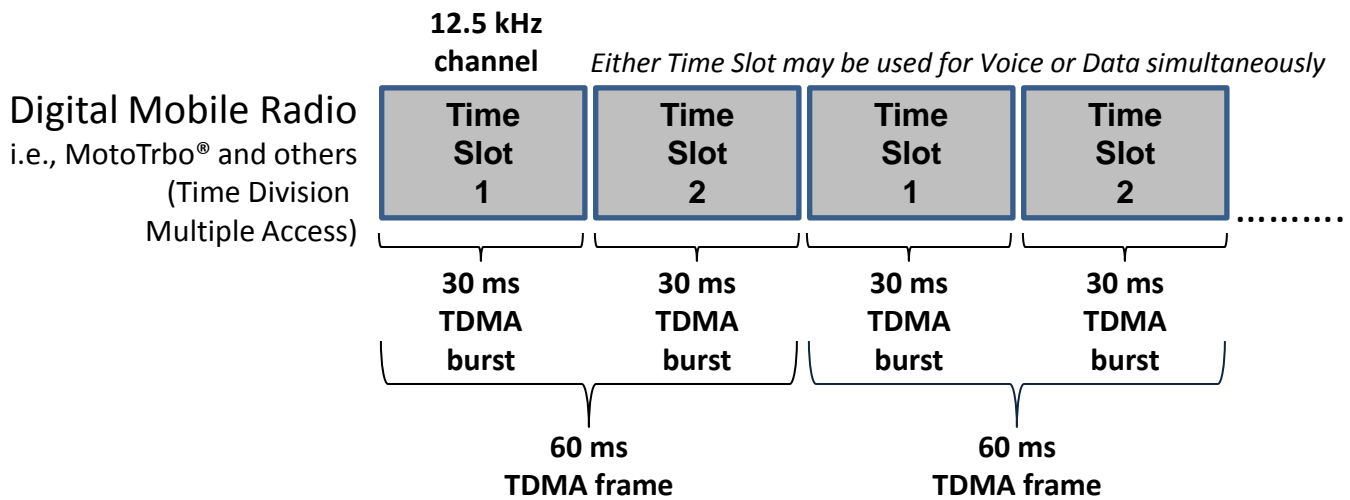 12.5 kHz
channel
Either Time Slot may be used for Voice or Data simultaneously
Digital Mobile Radio
i.e., MotoTrbo® and others
(Time Division
Multiple Access)
Time
Slot
1
Time
Slot
2
Time
Slot
1
Time
Slot
2
..........
30 ms
TDMA
burst
30 ms
TDMA
burst
30 ms
TDMA
burst
30 ms
TDMA
burst
60 ms
TDMA frame
60 ms
TDMA frame